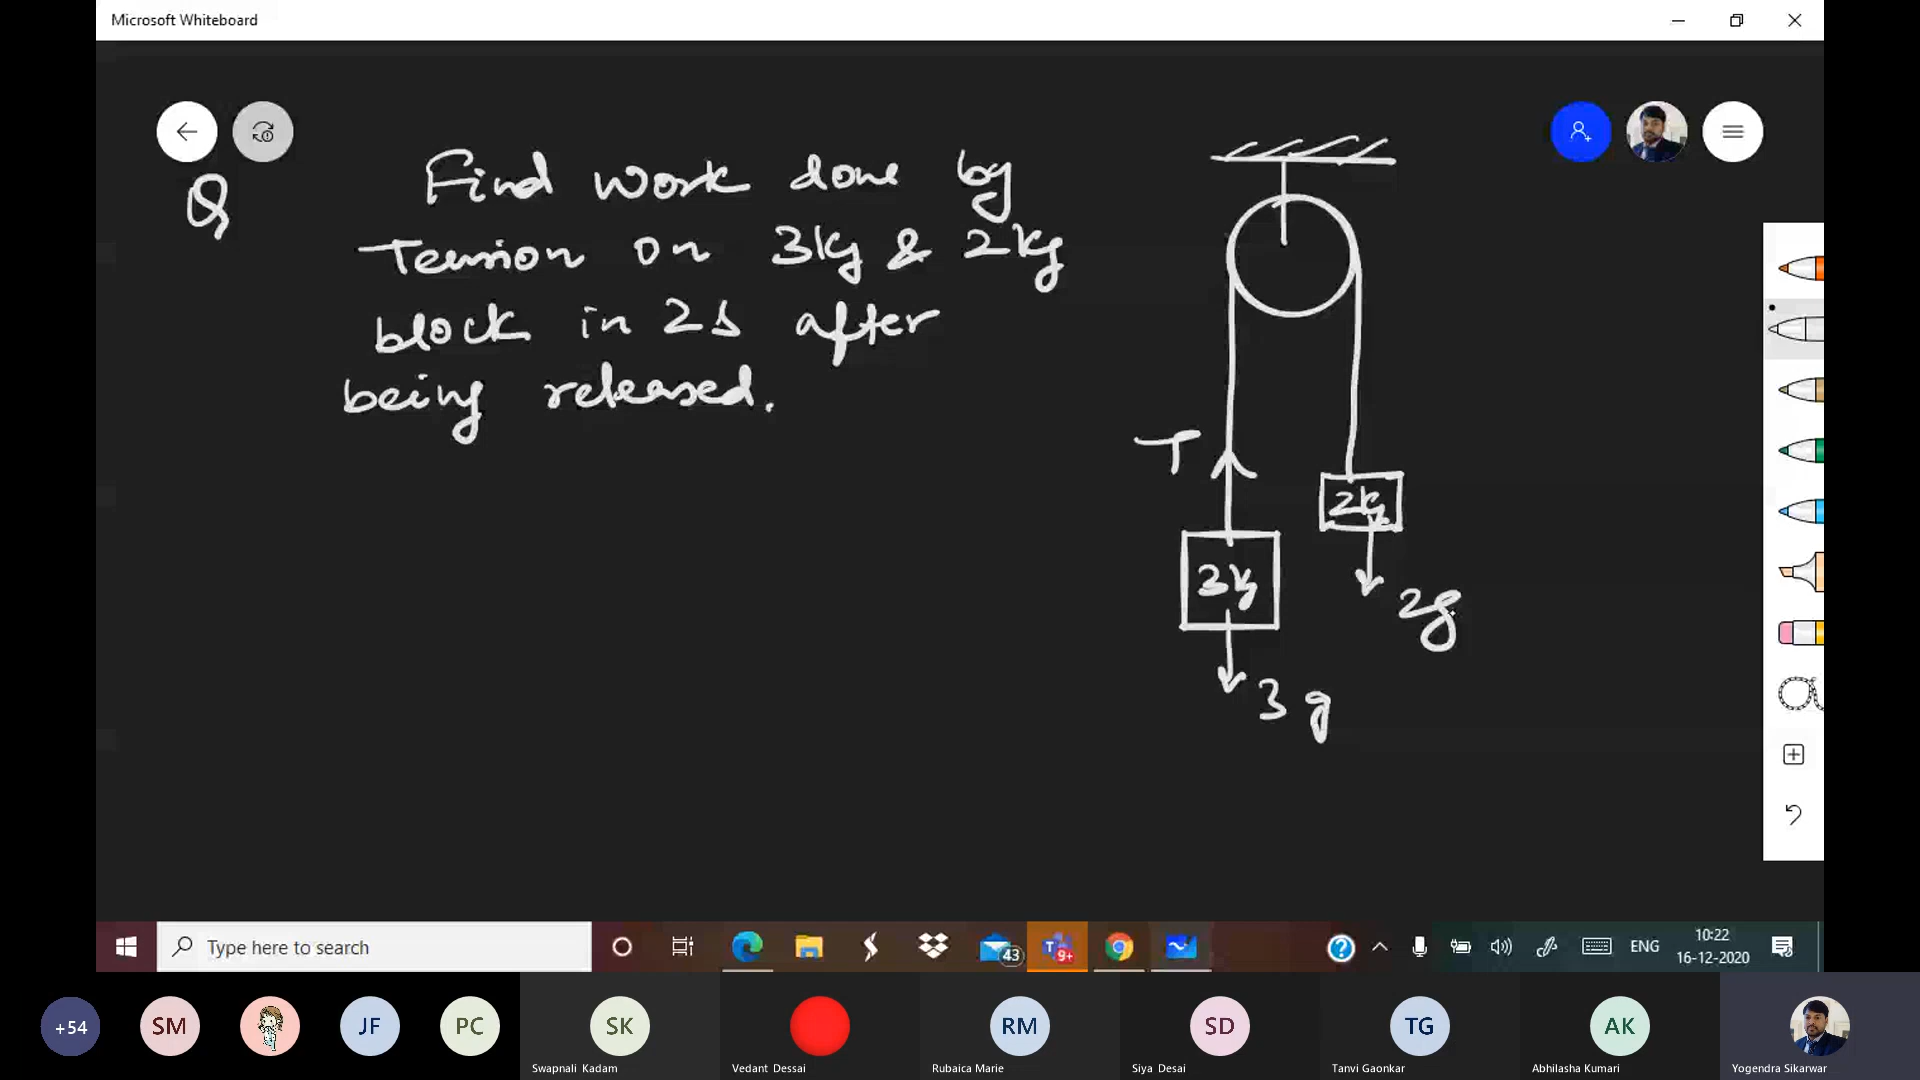 Microsoft Whiteboard
Q Find work done by
Tension on 3kg & 2kg
block in 2s after
being released.
T
2kg
3kg
2g
3g
Type here to search
43
9+
ENG
10:22
16-12-2020
+54
SM
JF
PC
SK
RM
SD
TG
AK
Swapnali Kadam
Vedant Dessai
Rubaica Marie
Siya Desai
Tanvi Gaonkar
Abhilasha Kumari
Yogendra Sikarwar